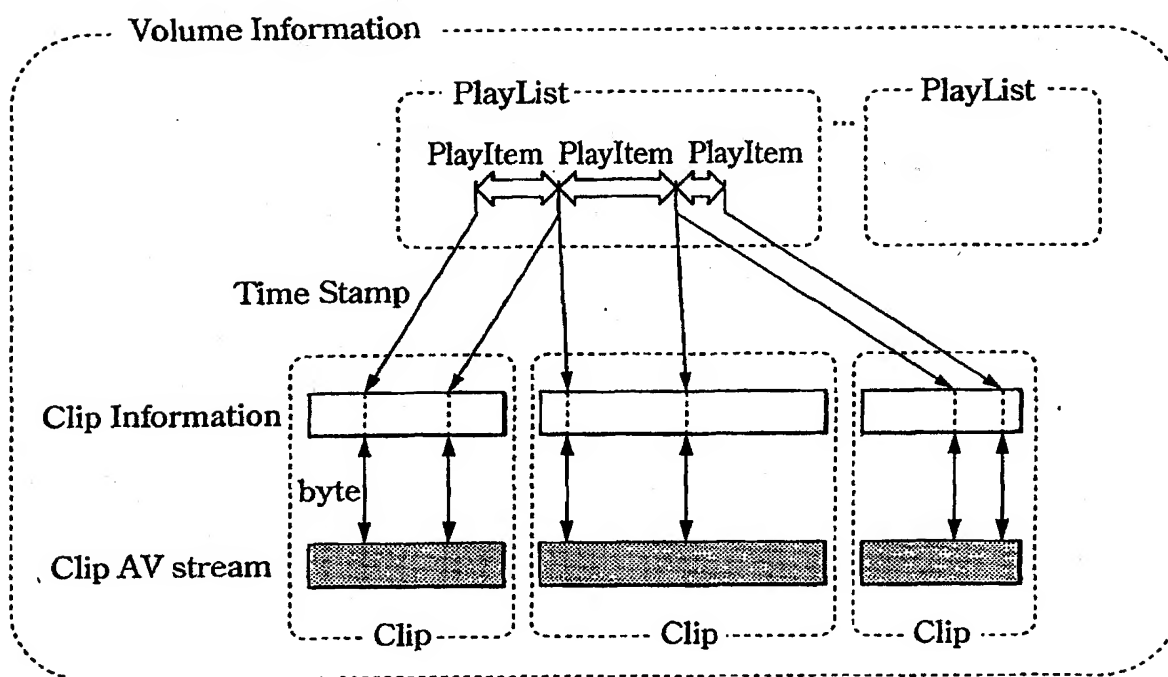 Volume Information
PlayList
PlayList
...
PlayItem PlayItem PlayItem
Time Stamp
Clip Information
byte
Clip AV stream
Clip
Clip
Clip